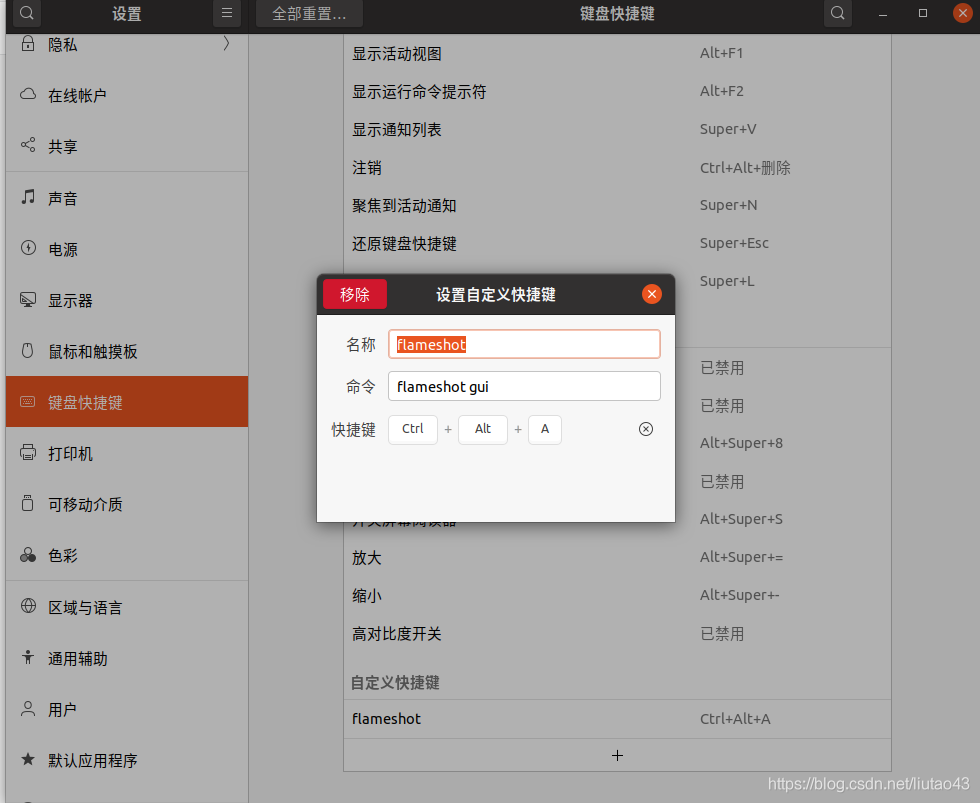 设置
全部重置...
键盘快捷键
隐私
在线帐户
共享
声音
电源
显示器
鼠标和触摸板
键盘快捷键
打印机
可移动介质
色彩
区域与语言
通用辅助
用户
默认应用程序
显示活动视图 Alt+F1
显示运行命令提示符 Alt+F2
显示通知列表 Super+V
注销 Ctrl+Alt+删除
聚焦到活动通知 Super+N
还原键盘快捷键 Super+Esc
Super+L
移除 设置自定义快捷键
名称 flameshot
命令 flameshot gui
快捷键 Ctrl + Alt + A
已禁用
已禁用
Alt+Super+8
已禁用
开关屏幕阅读器 Alt+Super+S
放大 Alt+Super+=
缩小 Alt+Super+-
高对比度开关 已禁用
自定义快捷键
flameshot Ctrl+Alt+A
+
https://blog.csdn.net/liutao43